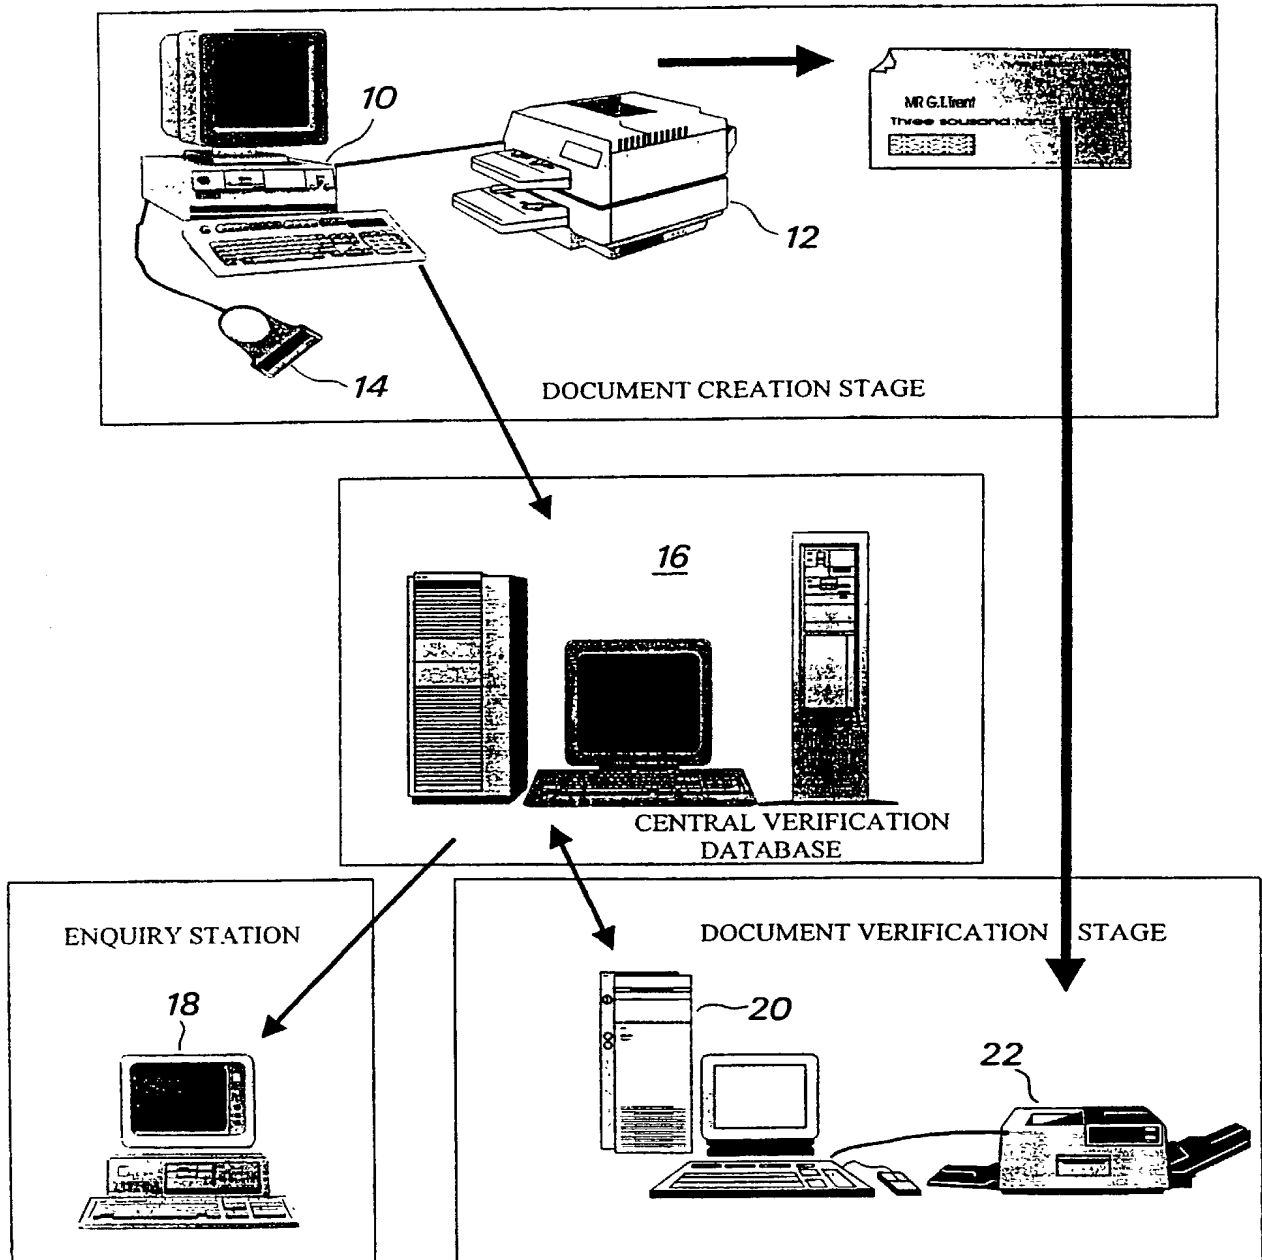 10
MR G.T.Trent
Three sousand rand
12
14
DOCUMENT CREATION STAGE
16
CENTRAL VERIFICATION
DATABASE
ENQUIRY STATION
DOCUMENT VERIFICATION STAGE
18
20
22